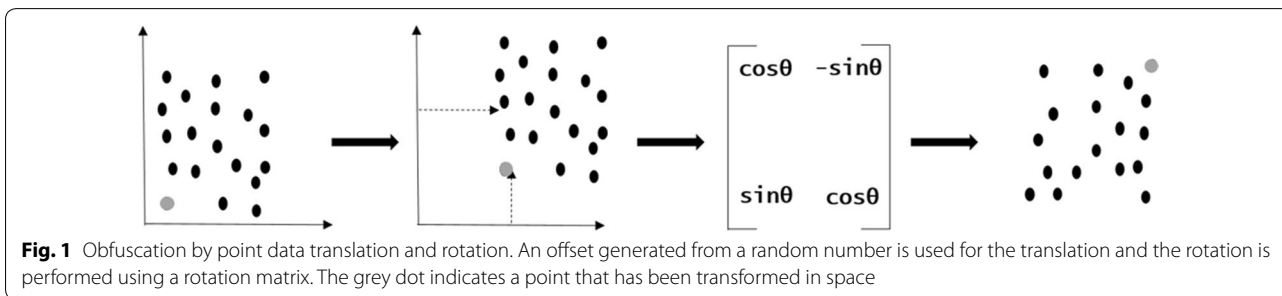 cosθ -sinθ
sinθ cosθ
Fig. 1 Obfuscation by point data translation and rotation. An offset generated from a random number is used for the translation and the rotation is
performed using a rotation matrix. The grey dot indicates a point that has been transformed in space